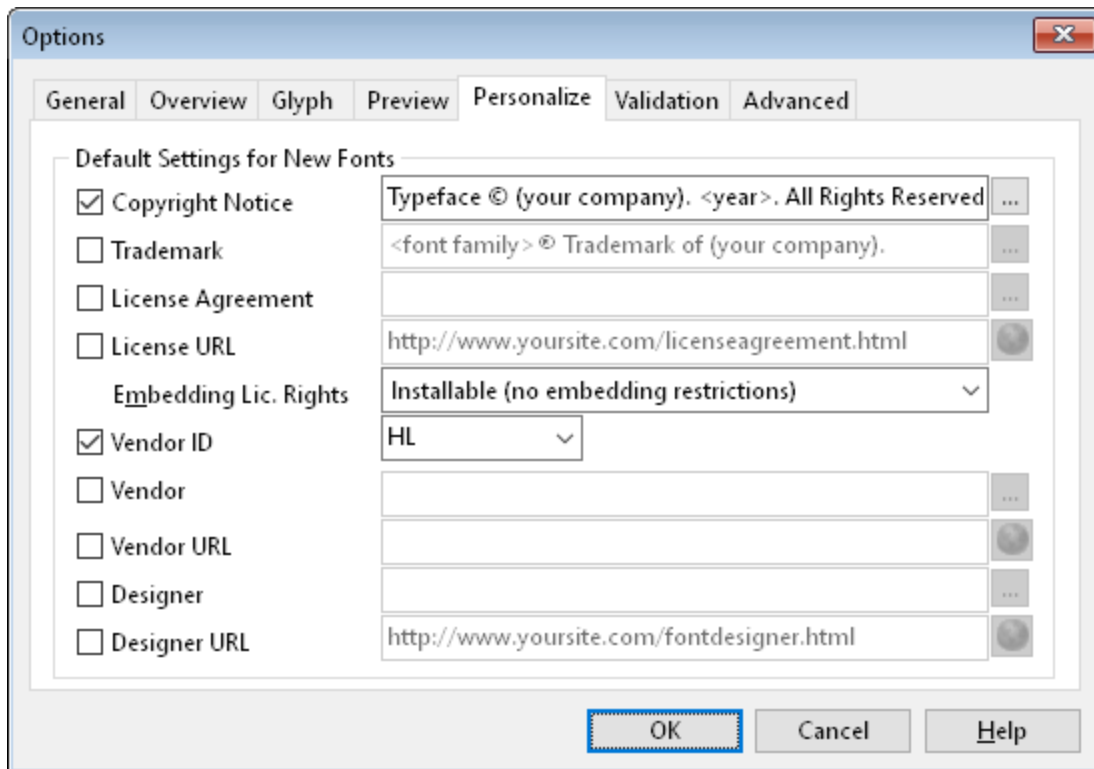 Options
General Overview Glyph Preview Personalize Validation Advanced
Default Settings for New Fonts
Copyright Notice Typeface © (your company). <year>. All Rights Reserved ...
Trademark <font family> ® Trademark of (your company). ...
License Agreement ...
License URL http://www.yoursite.com/licenseagreement.html
Embedding Lic. Rights Installable (no embedding restrictions)
Vendor ID HL
Vendor ...
Vendor URL
Designer ...
Designer URL http://www.yoursite.com/fontdesigner.html
OK Cancel Help